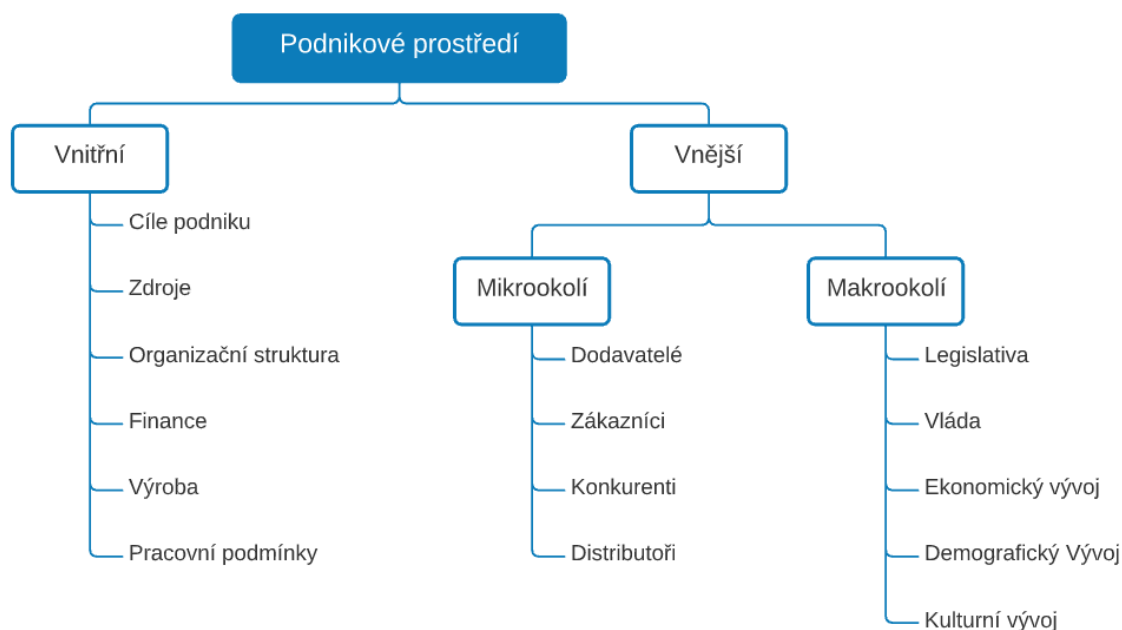 Podnikové prostředí
Vnitřní
Cíle podniku
Zdroje
Organizační struktura
Finance
Výroba
Pracovní podmínky
Vnější
Mikrookolí
Dodavatelé
Zákazníci
Konkurenti
Distributoři
Makrookolí
Legislativa
Vláda
Ekonomický vývoj
Demografický Vývoj
Kulturní vývoj